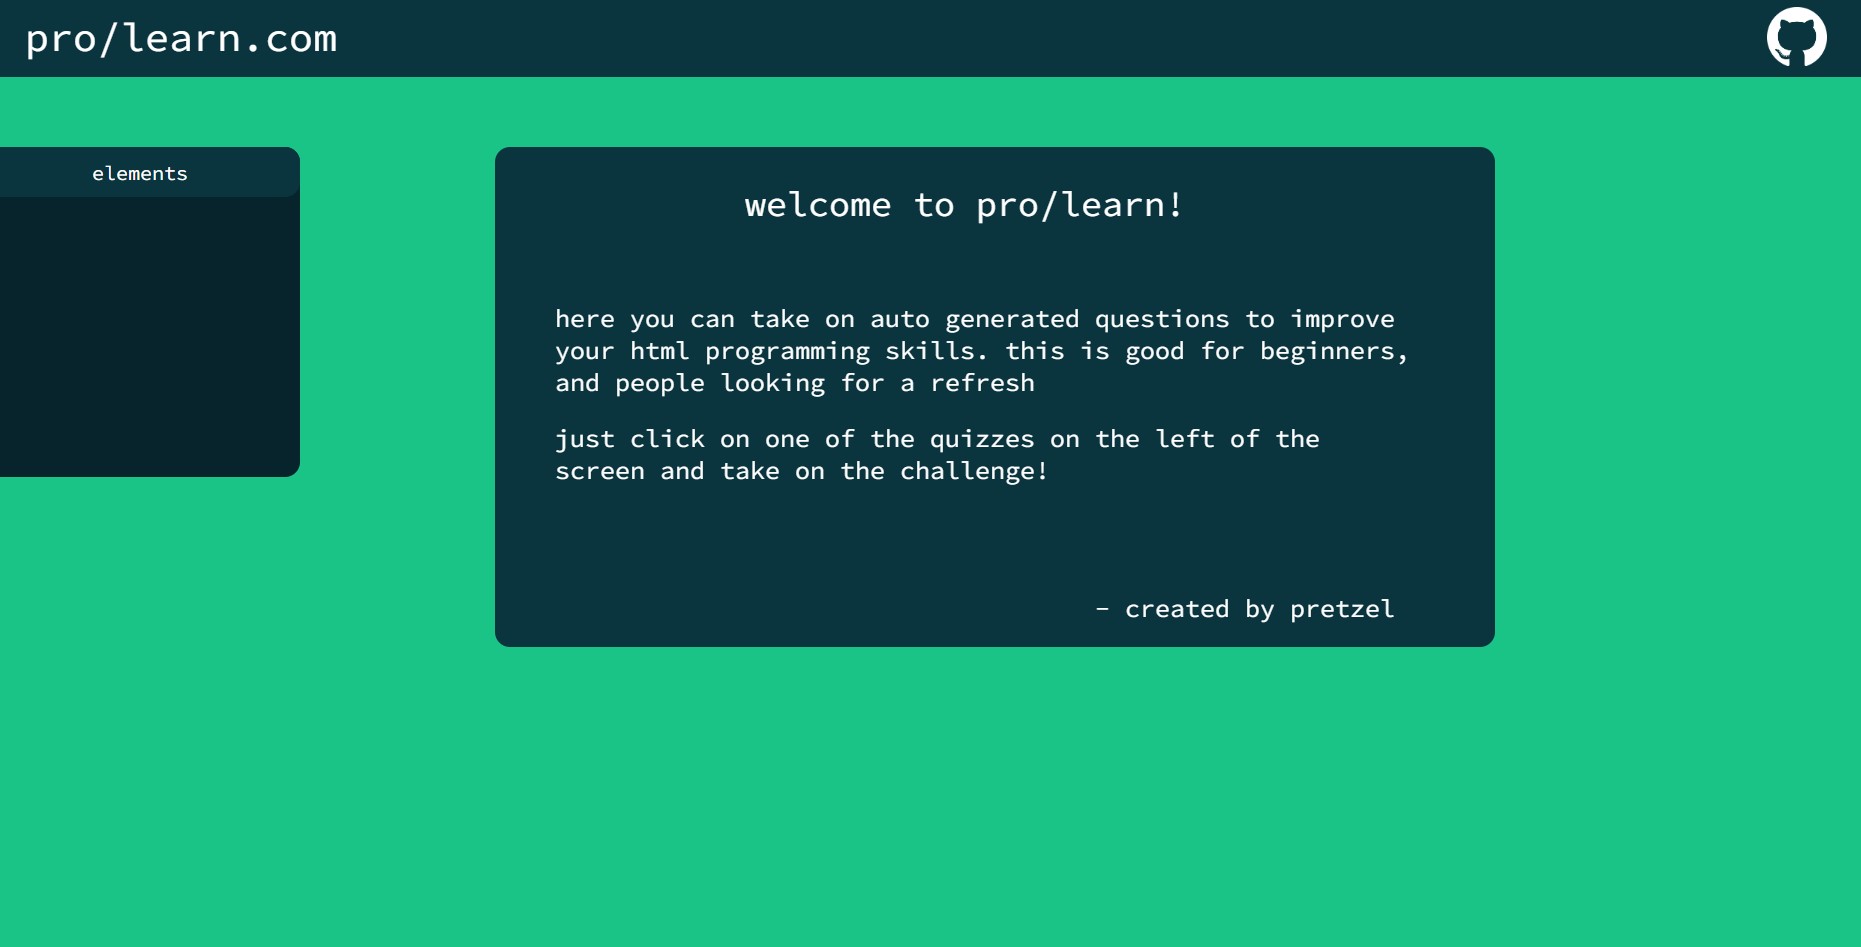 pro/learn.com
elements
welcome to pro/learn!
here you can take on auto generated questions to improve
your html programming skills. this is good for beginners,
and people looking for a refresh
just click on one of the quizzes on the left of the
screen and take on the challenge!
- created by pretzel